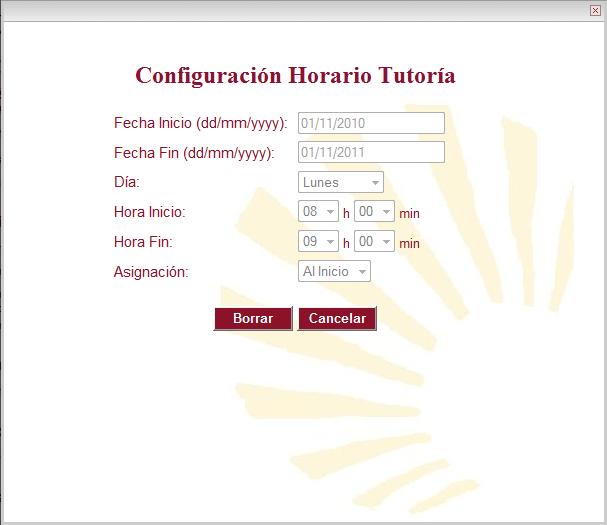 Configuración Horario Tutoría
Fecha Inicio (dd/mm/yyyy): 01/11/2010
Fecha Fin (dd/mm/yyyy): 01/11/2011
Día: Lunes
Hora Inicio: 08 h 00 min
Hora Fin: 09 h 00 min
Asignación: Al Inicio
Borrar Cancelar